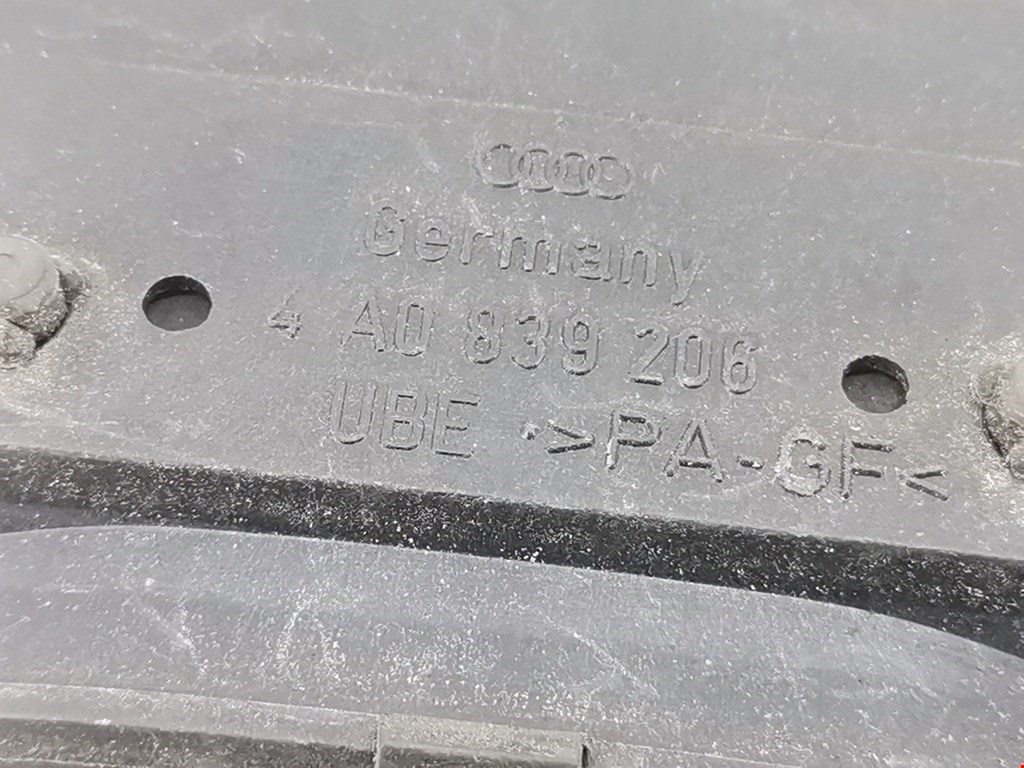 Germany
4 A0 839 206
UBE >PA-GF<